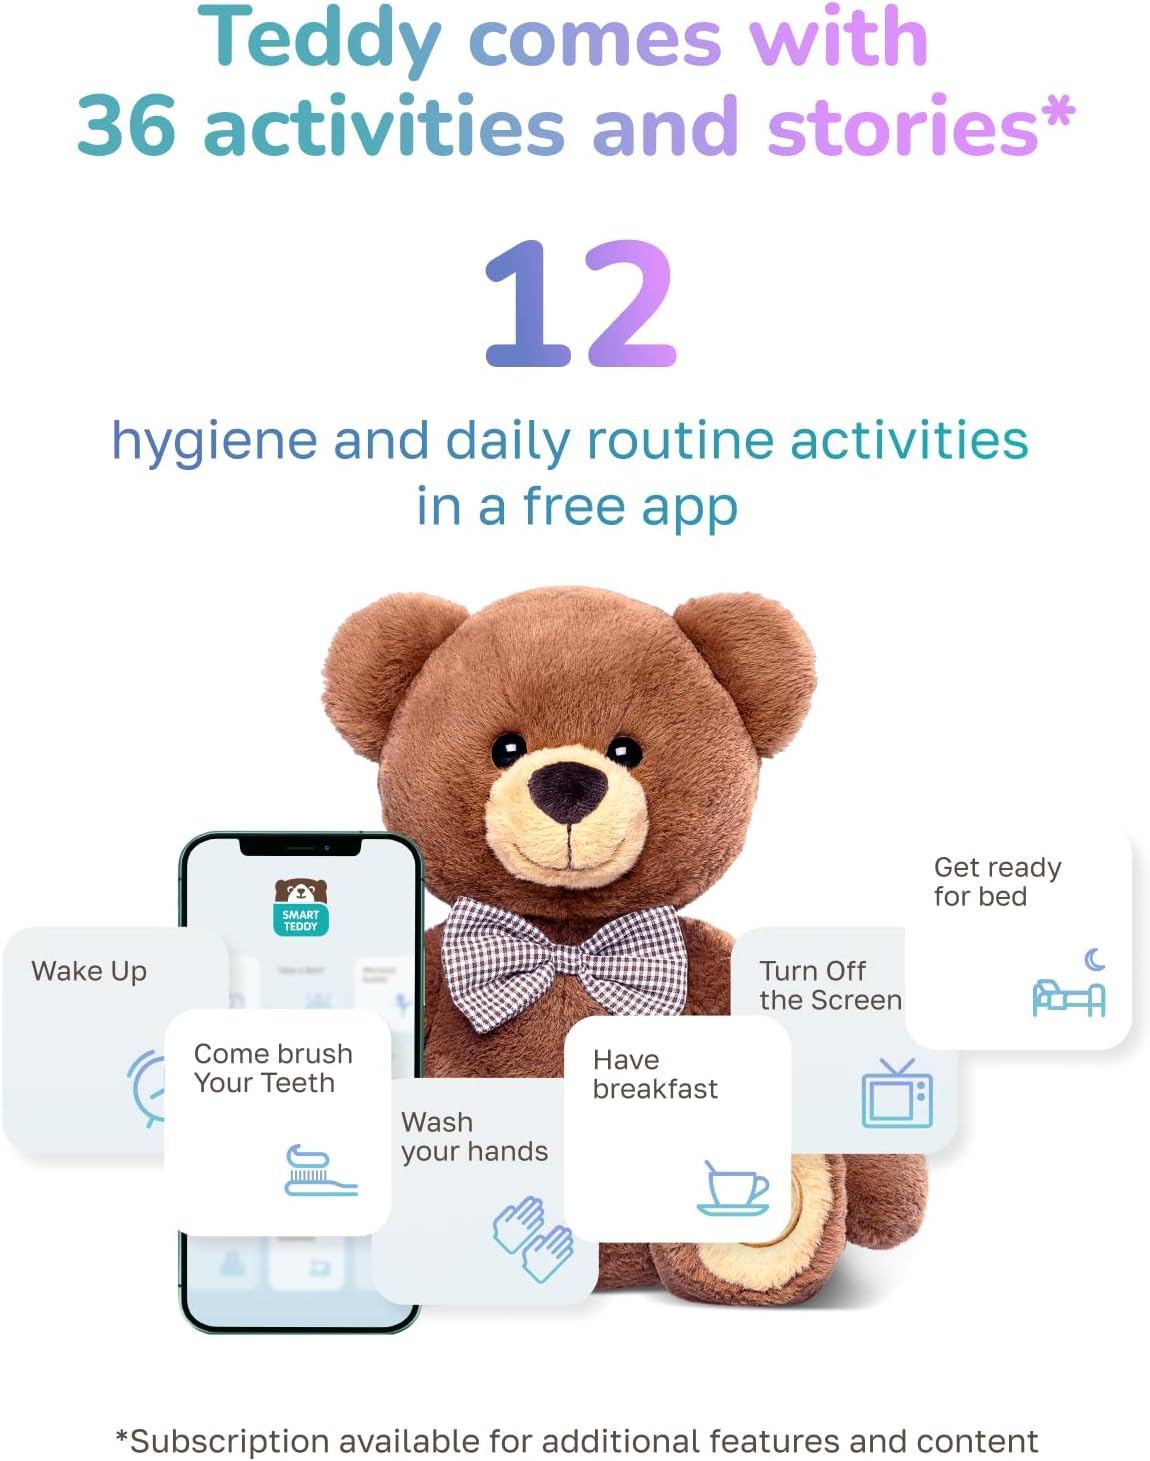 Teddy comes with
36 activities and stories*
12
hygiene and daily routine activities
in a free app
SMART
TEDDY
Get ready
for bed
Wake Up
Turn Off
the Screen
Come brush
Your Teeth
Have
breakfast
Wash
your hands
*Subscription available for additional features and content